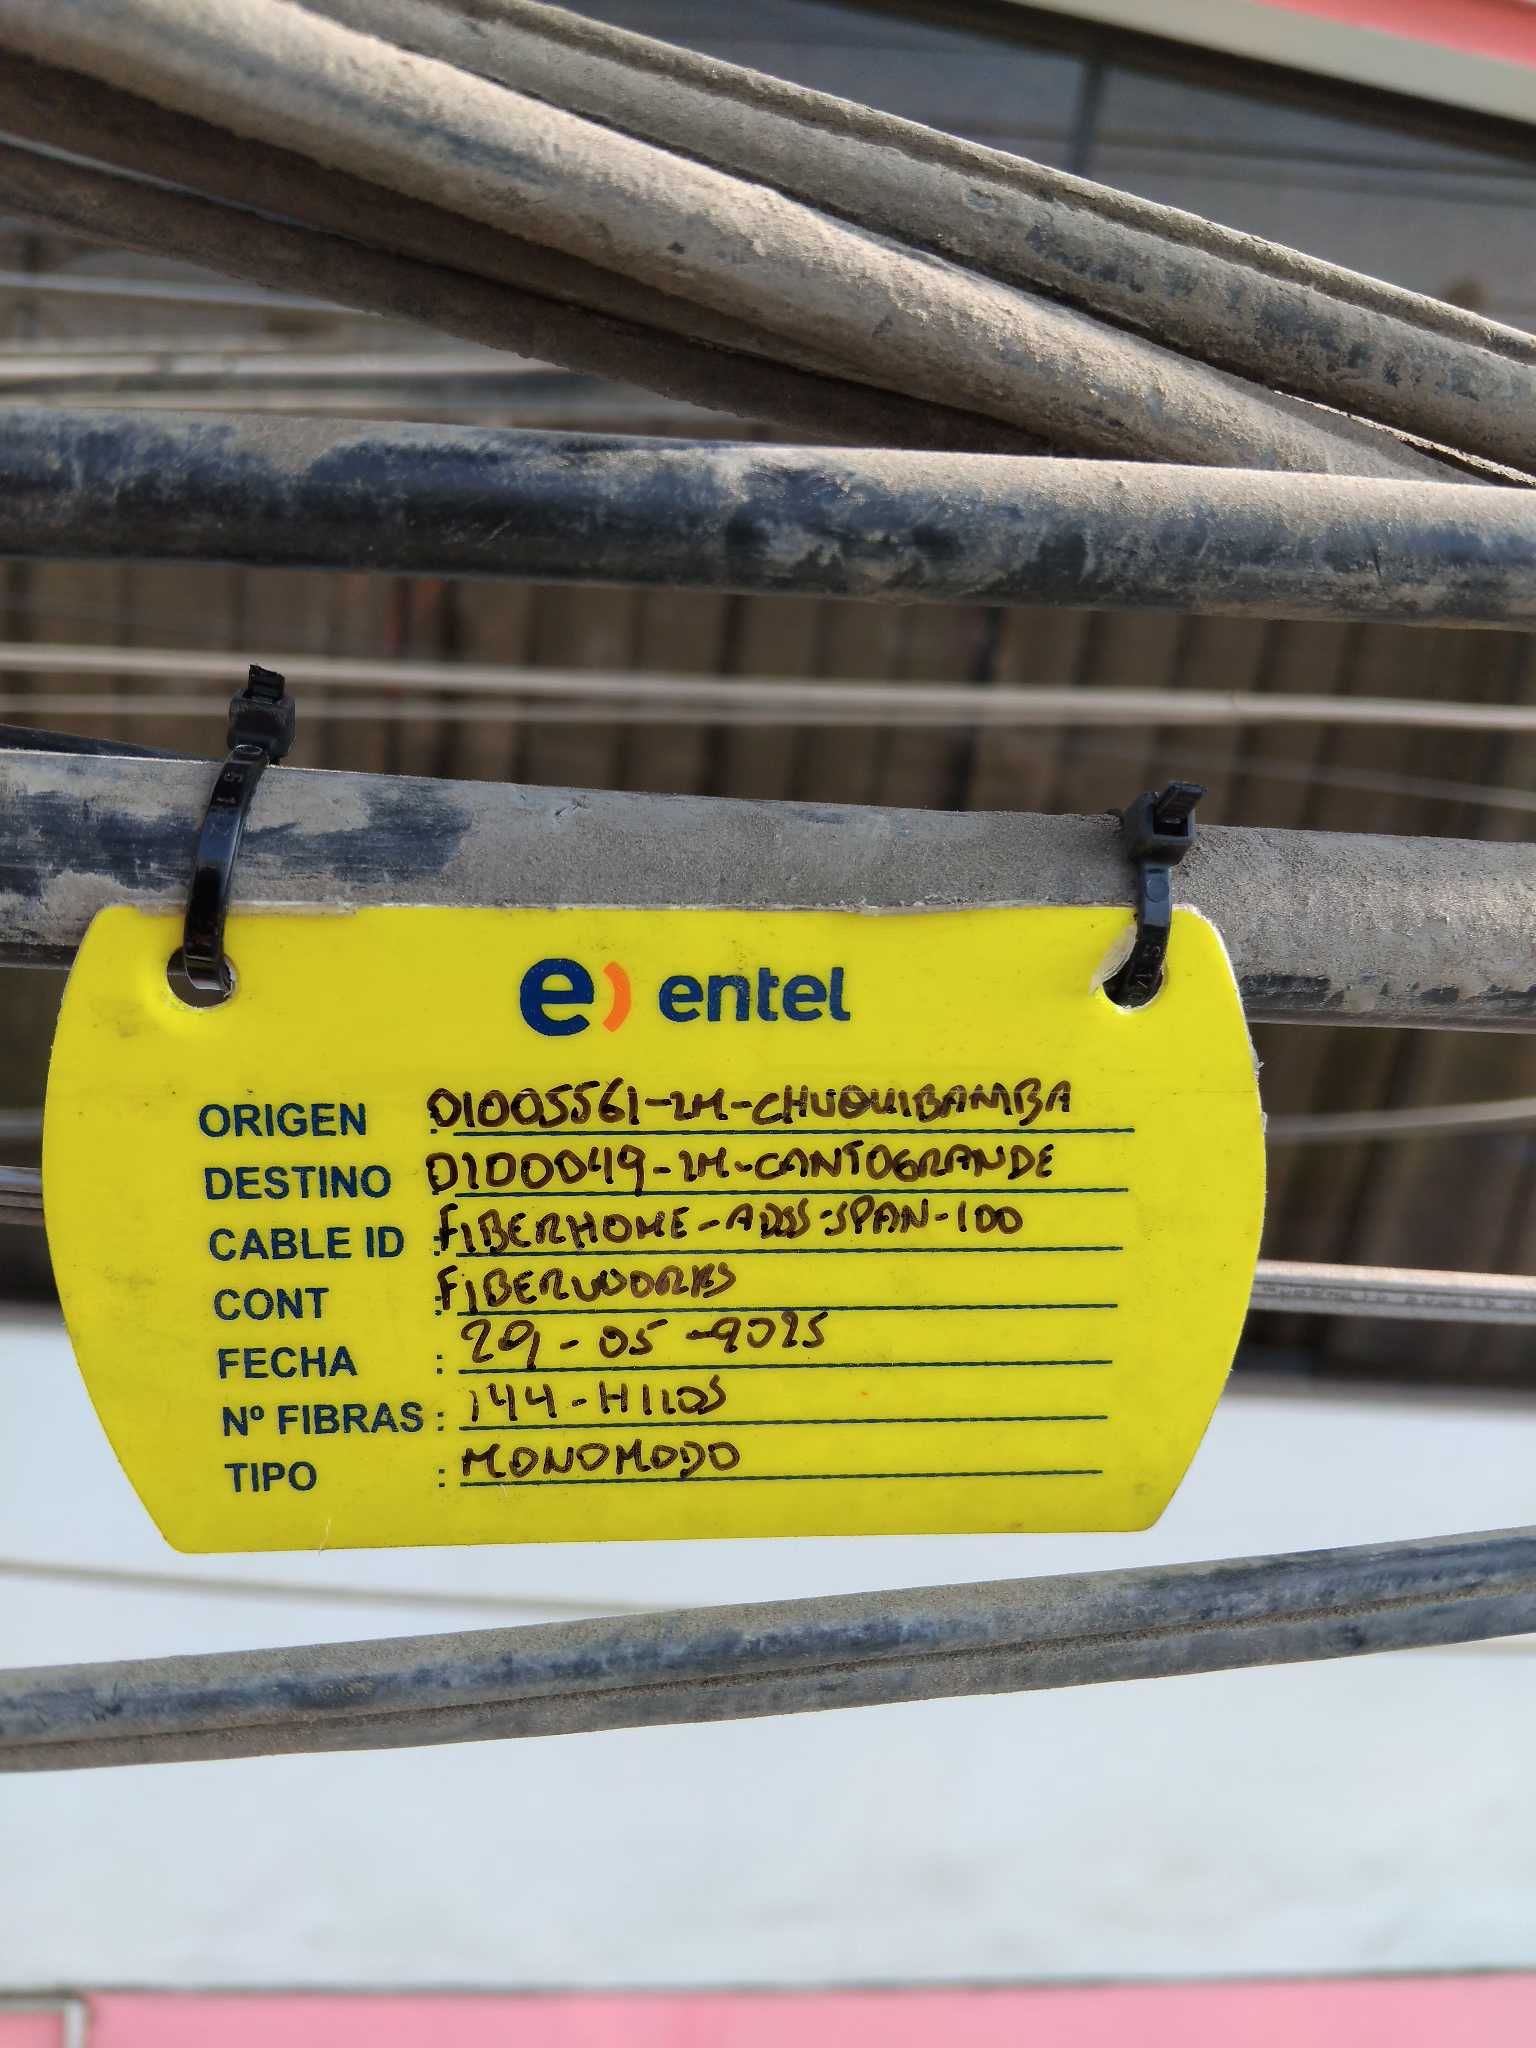 e) entel
ORIGEN : 01005561-LM-CHUQUIBAMBA
DESTINO : 0100049-LM-CANTOGRANDE
CABLE ID : FIBERHOME-ADSS-SPAN-100
CONT : FIBERWORKS
FECHA : 29-05-2025
Nº FIBRAS : 144-HILOS
TIPO : MONOMODO